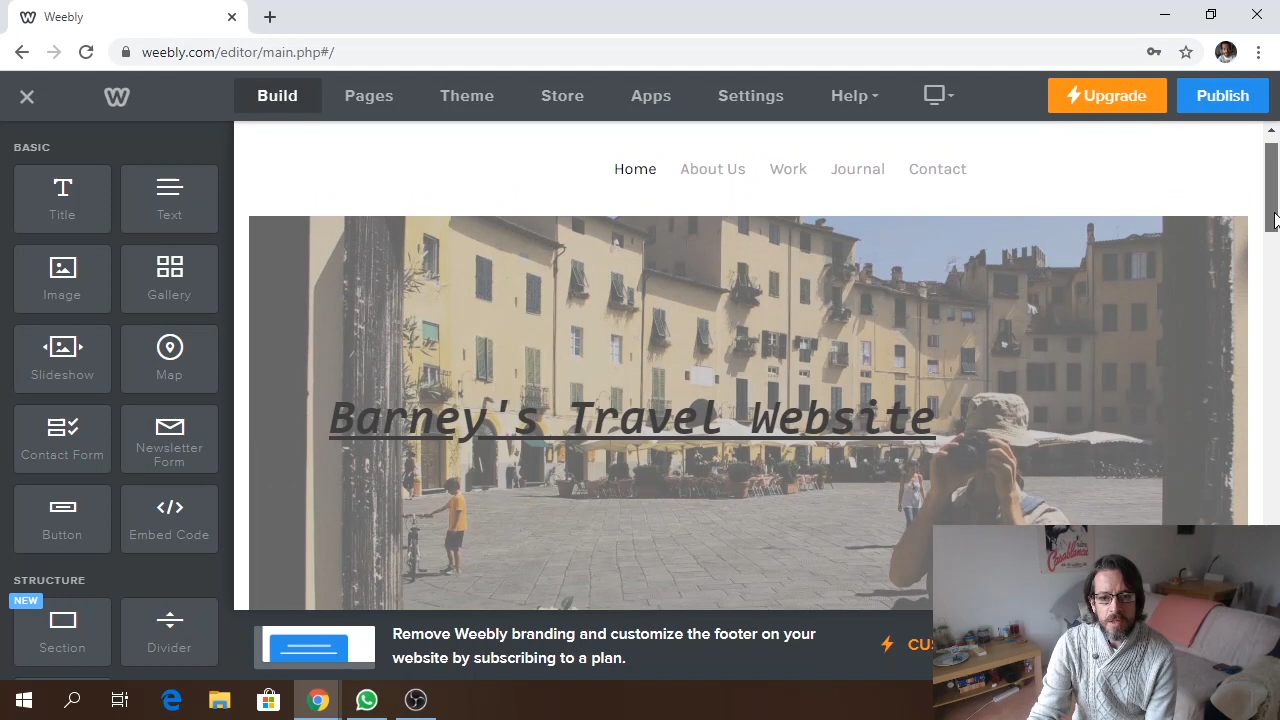 Weebly
weebly.com/editor/main.php#/
Build Pages Theme Store Apps Settings Help Upgrade Publish
BASIC
Title Text
Image Gallery
Slideshow Map
Contact Form Newsletter Form
Button Embed Code
STRUCTURE
NEW
Section Divider
Home About Us Work Journal Contact
Barney's Travel Website
Remove Weebly branding and customize the footer on your
website by subscribing to a plan.
CUS
Casablanca